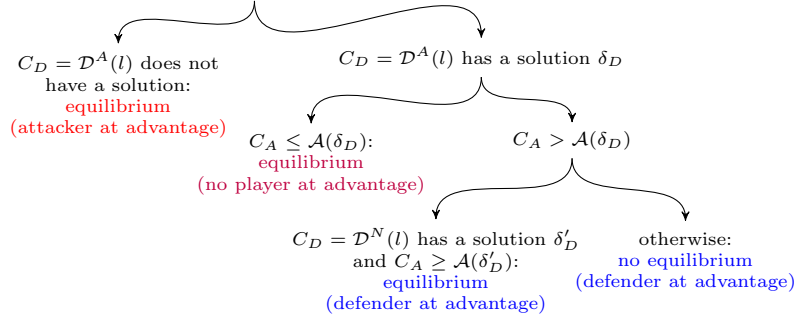 C_D = 𝒟^A(l) does not
have a solution:
equilibrium
(attacker at advantage)
C_D = 𝒟^A(l) has a solution δ_D
C_A ≤ 𝒜(δ_D):
equilibrium
(no player at advantage)
C_A > 𝒜(δ_D)
C_D = 𝒟^N(l) has a solution δ′_D
and C_A ≥ 𝒜(δ′_D):
equilibrium
(defender at advantage)
otherwise:
no equilibrium
(defender at advantage)